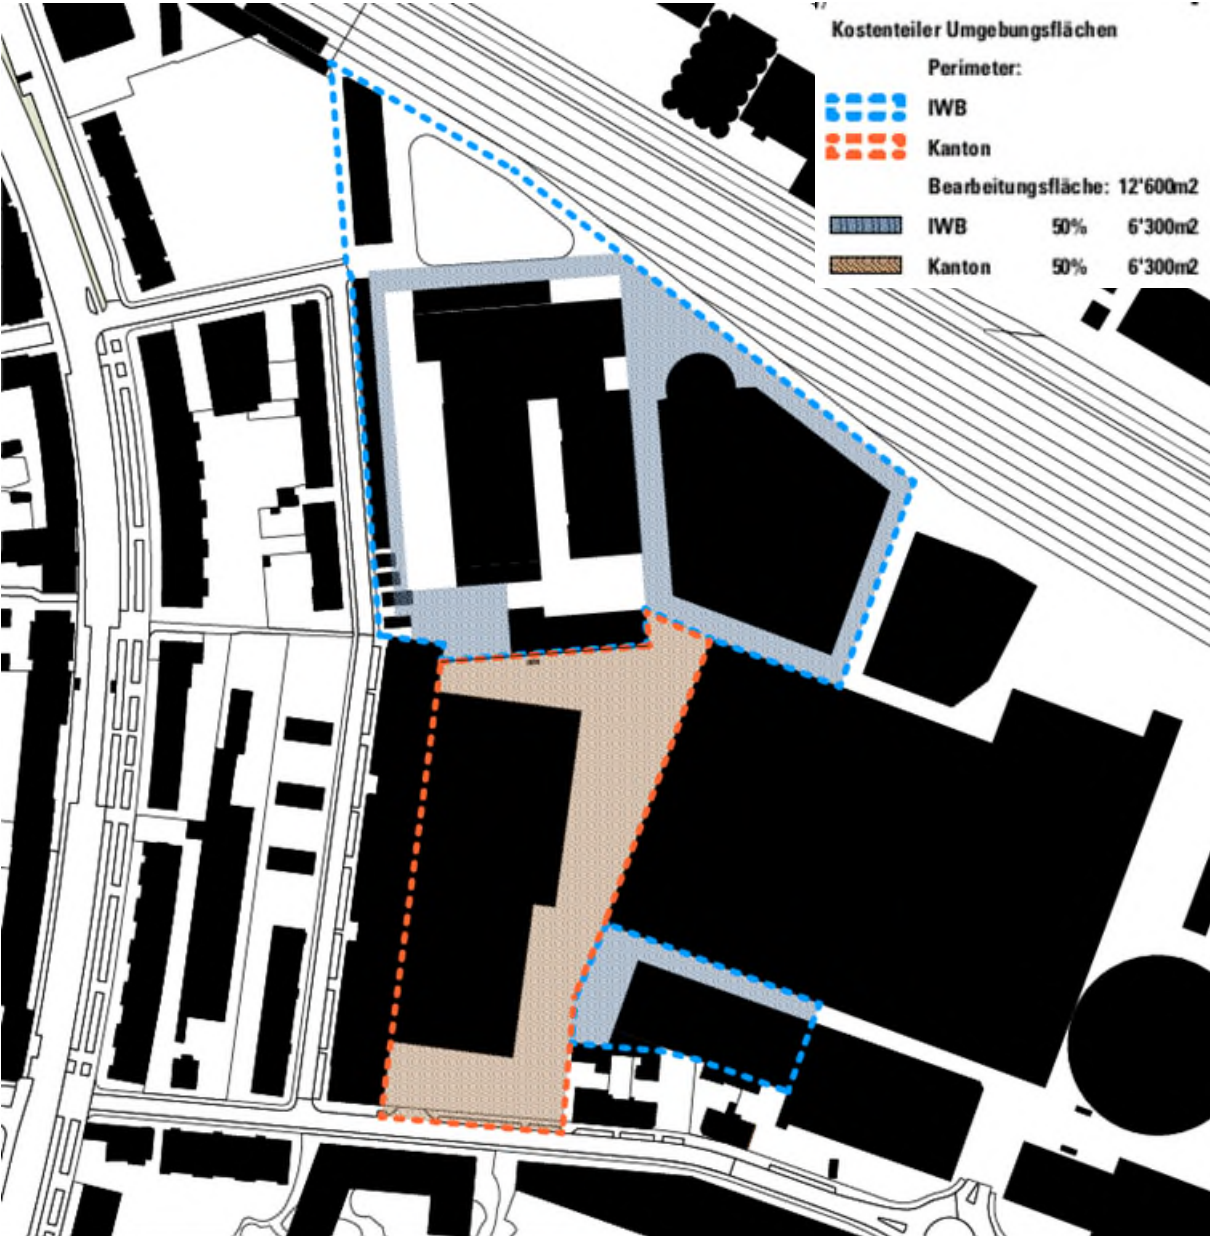 Kostenteiler Umgebungsflächen
Perimeter:
IWB
Kanton
Bearbeitungsfläche: 12'600m2
IWB 50% 6'300m2
Kanton 50% 6'300m2